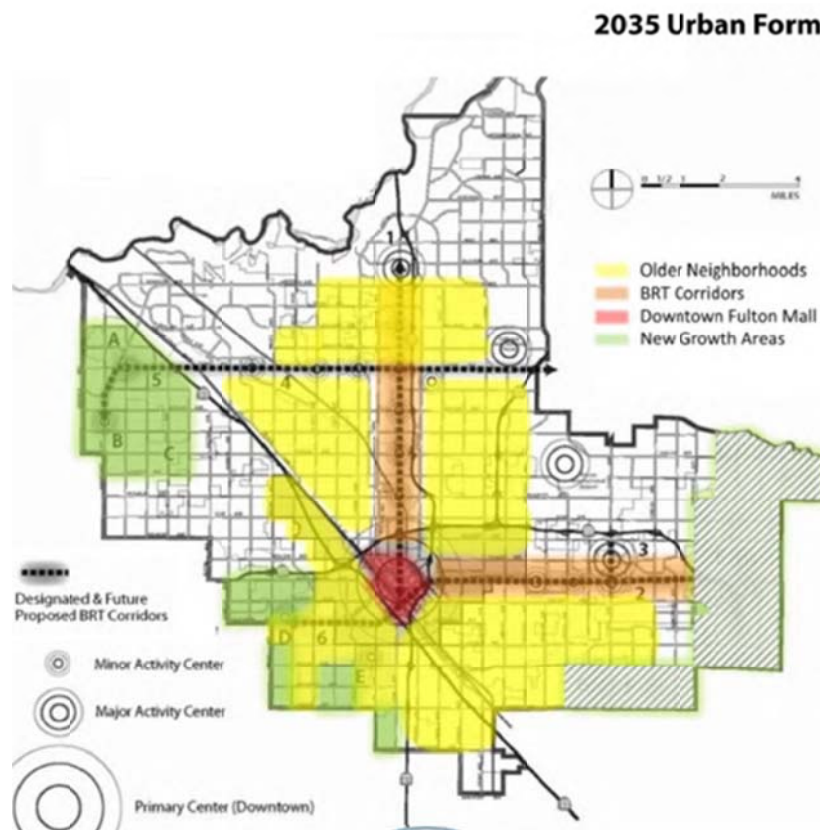 2035 Urban Form
0 1/2 1 2 4
MILES
Older Neighborhoods
BRT Corridors
Downtown Fulton Mall
New Growth Areas
1
A
5
4
B
C
3
2
Designated & Future
Proposed BRT Corridors
D
6
Minor Activity Center
E
Major Activity Center
Primary Center (Downtown)